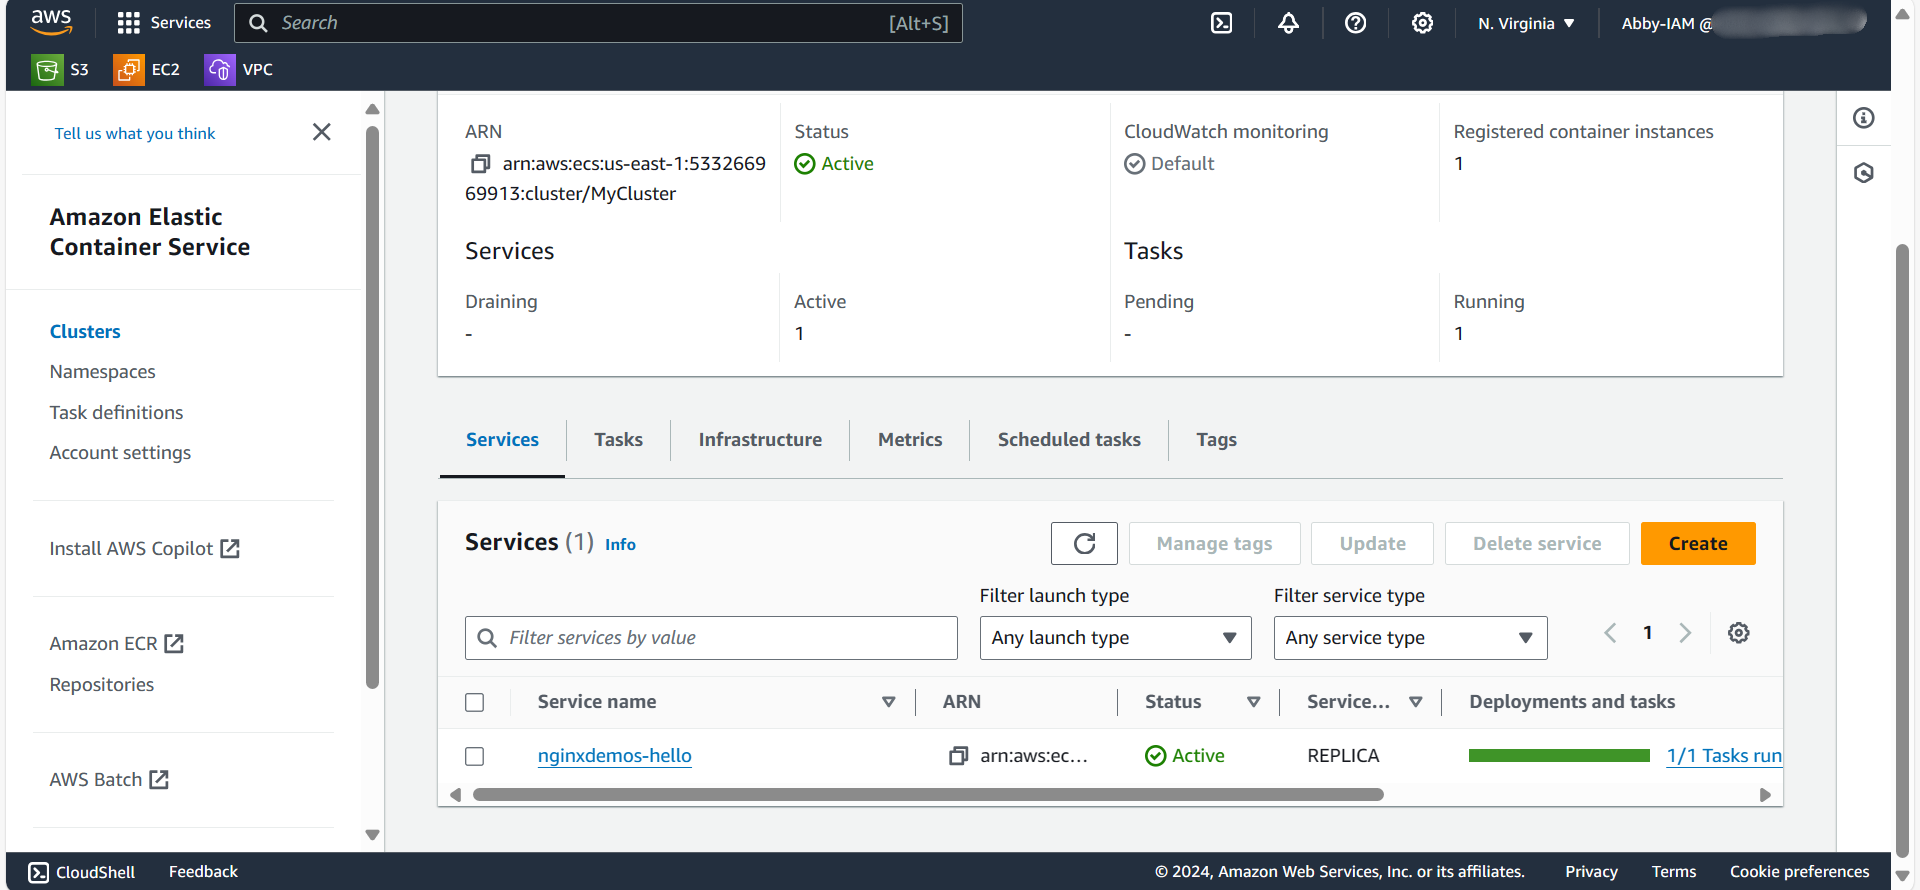 aws
Services
Search
[Alt+S]
N. Virginia
Abby-IAM @
S3
EC2
VPC
Tell us what you think
Amazon Elastic
Container Service
Clusters
Namespaces
Task definitions
Account settings
Install AWS Copilot
Amazon ECR
Repositories
AWS Batch
ARN
arn:aws:ecs:us-east-1:5332669
69913:cluster/MyCluster
Status
Active
CloudWatch monitoring
Default
Registered container instances
1
Services
Tasks
Draining
-
Active
1
Pending
-
Running
1
Services
Tasks
Infrastructure
Metrics
Scheduled tasks
Tags
Services (1) Info
Manage tags
Update
Delete service
Create
Filter launch type
Filter service type
Filter services by value
Any launch type
Any service type
1
Service name
ARN
Status
Service...
Deployments and tasks
nginxdemos-hello
arn:aws:ec...
Active
REPLICA
1/1 Tasks run
CloudShell
Feedback
© 2024, Amazon Web Services, Inc. or its affiliates.
Privacy
Terms
Cookie preferences